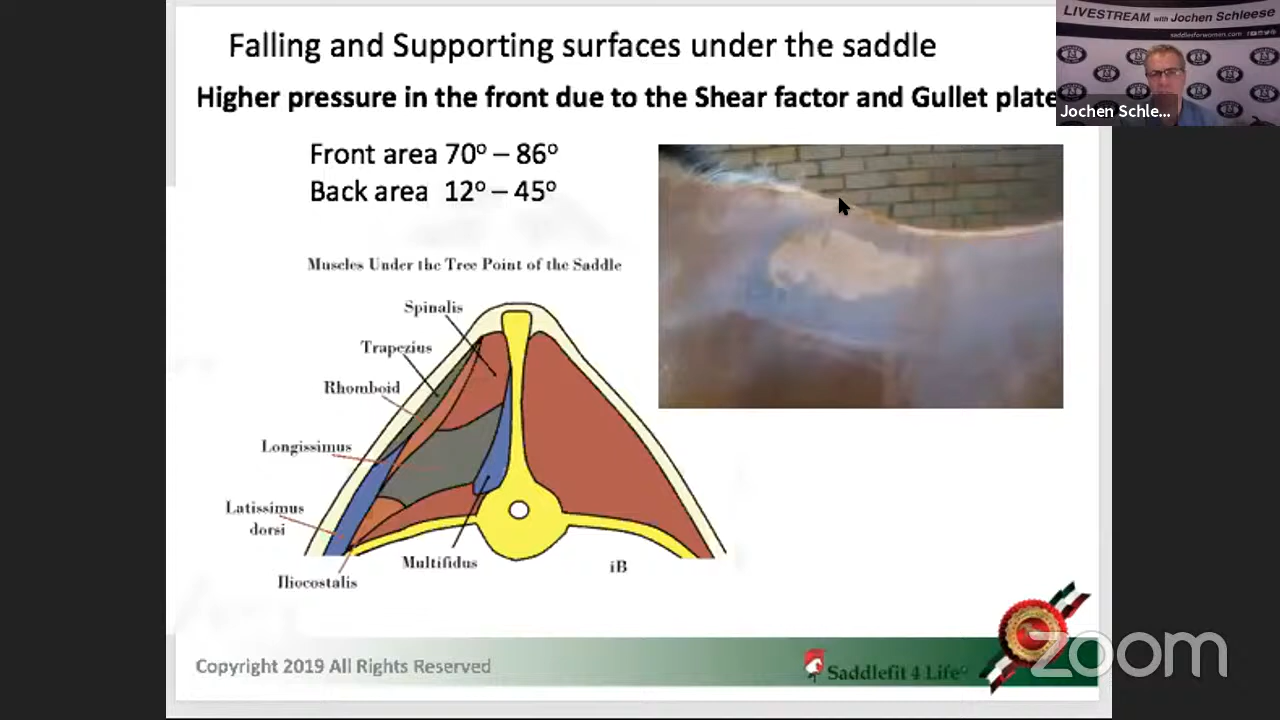 Falling and Supporting surfaces under the saddle
Higher pressure in the front due to the Shear factor and Gullet plate
LIVESTREAM with Jochen Schleese
saddlesforwomen.com
Jochen Schle...
Front area 70º – 86º
Back area 12º – 45º
Muscles Under the Tree Point of the Saddle
Spinalis
Trapezius
Rhomboid
Longissimus
Latissimus
dorsi
Multifidus
Iliocostalis
iB
Copyright 2019 All Rights Reserved
Saddlefit 4 Life
zoom